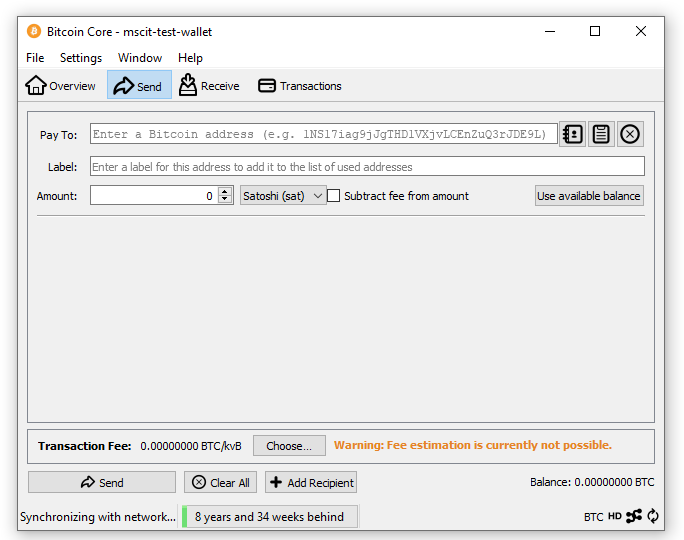 Bitcoin Core - mscit-test-wallet
File Settings Window Help
Overview Send Receive Transactions
Pay To: Enter a Bitcoin address (e.g. 1NS17iag9jJgTHD1VXjvLCEnZuQ3rJDE9L)
Label: Enter a label for this address to add it to the list of used addresses
Amount: 0 Satoshi (sat) Subtract fee from amount Use available balance
Transaction Fee: 0.00000000 BTC/kvB Choose... Warning: Fee estimation is currently not possible.
Send Clear All Add Recipient Balance: 0.00000000 BTC
Synchronizing with network... 8 years and 34 weeks behind BTC HD